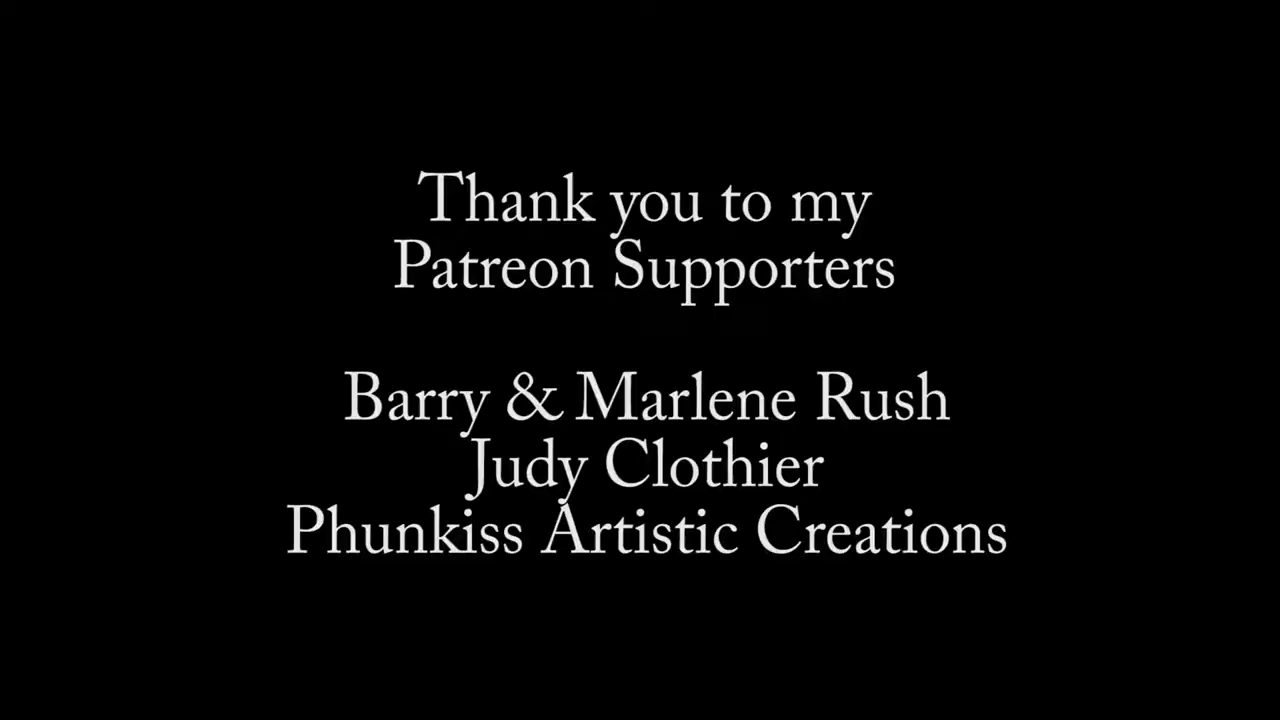 Thank you to my
Patreon Supporters
Barry & Marlene Rush
Judy Clothier
Phunkiss Artistic Creations